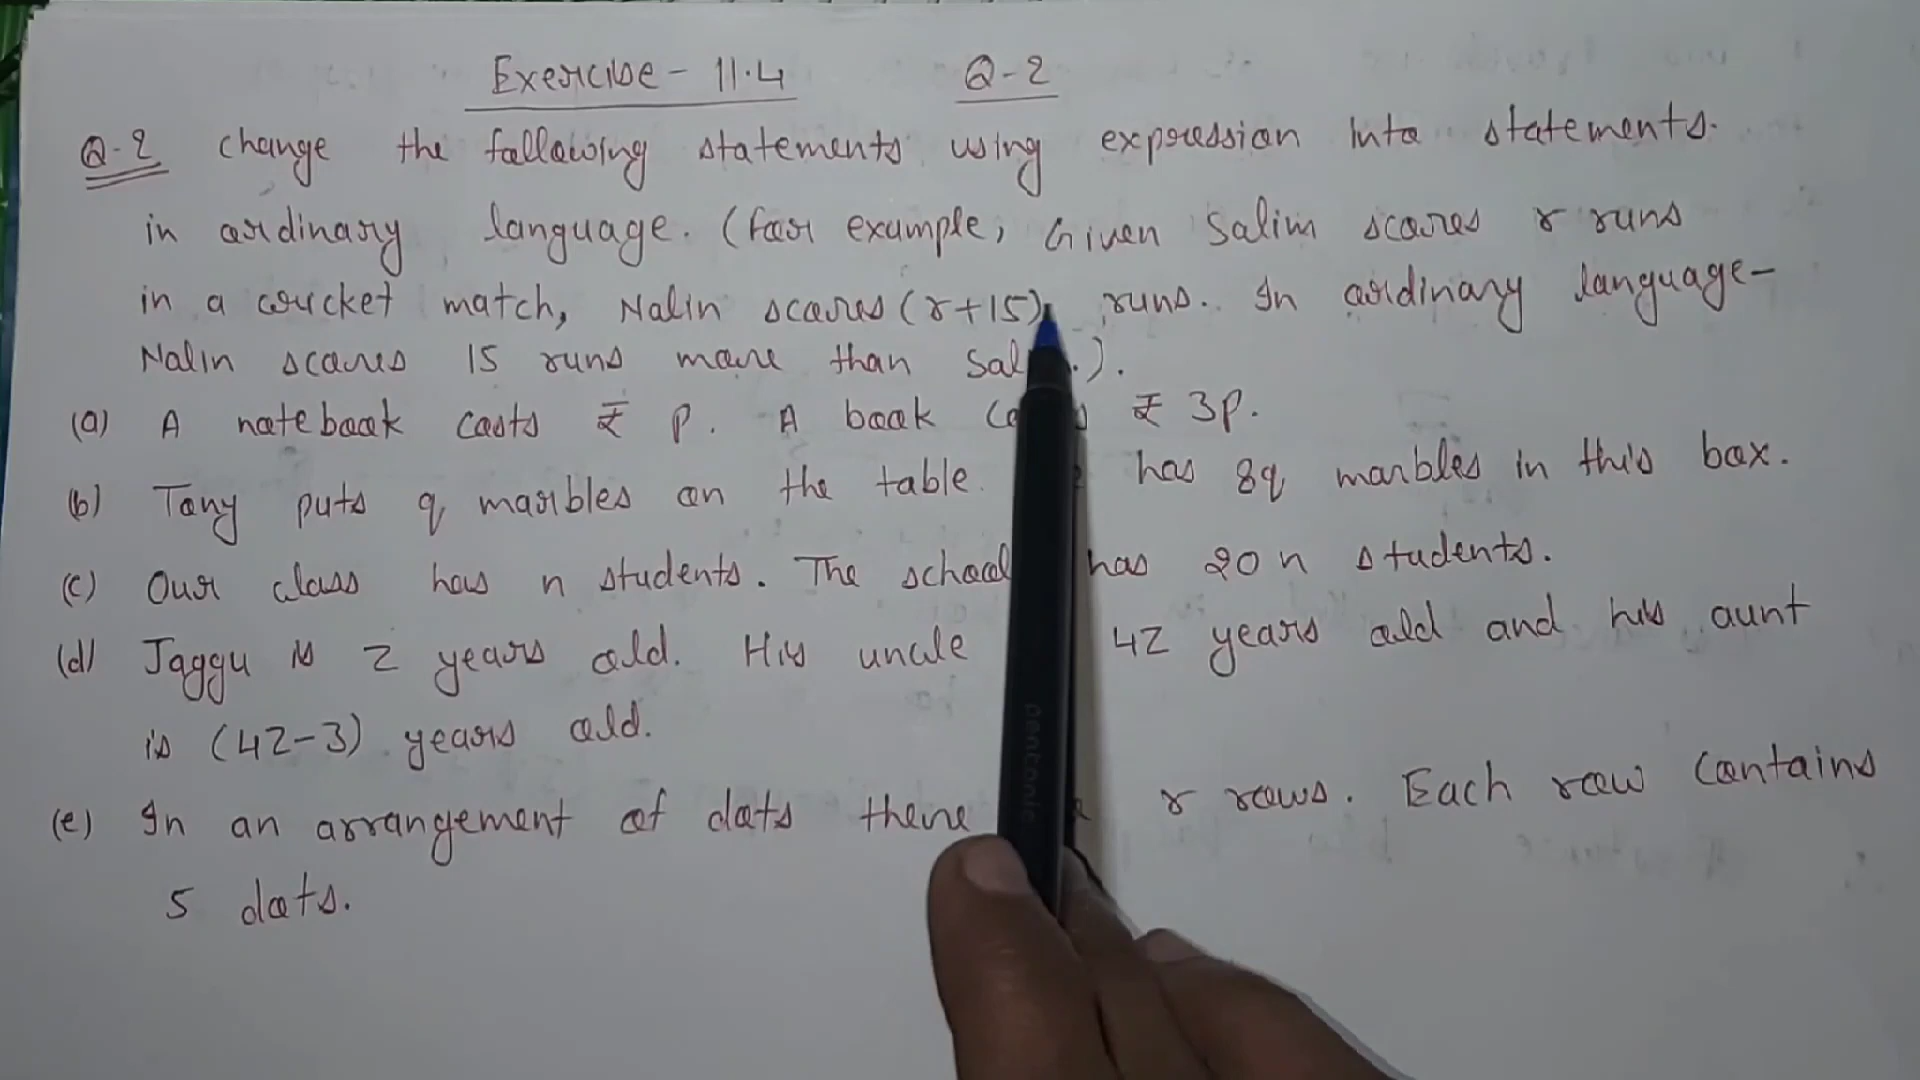 Exercise - 11.4 Q-2
Q-2 change the following statements using expression into statements.
in ordinary language. (For example, Given Salim scores r runs
in a cricket match, Nalin scores (r+15) runs. In ordinary language-
Nalin scores 15 runs more than Sal .).
(a) A notebook costs ₹ p. A book ₹ 3p.
(b) Tony puts q marbles on the table. has 8q marbles in this box.
(c) Our class has n students. The school has 20 n students.
(d) Jaggu is z years old. His uncle 4z years old and his aunt
is (4z-3) years old.
(e) In an arrangement of dots there r rows. Each row contains
5 dots.